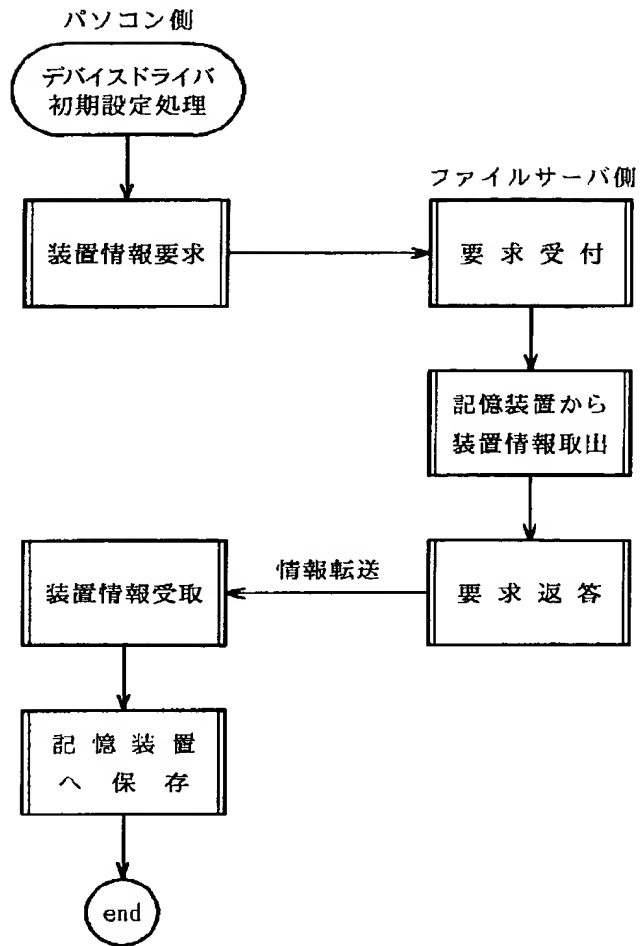 パソコン側
デバイスドライバ
初期設定処理
ファイルサーバ側
装置情報要求
要求受付
記憶装置から
装置情報取出
情報転送
装置情報受取
要求返答
記憶装置
へ保存
end